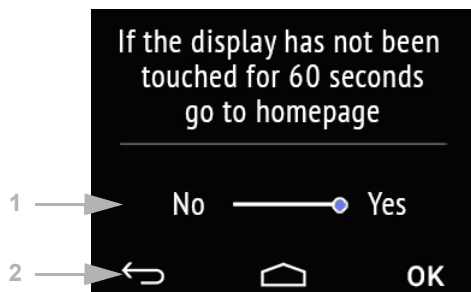 If the display has not been
touched for 60 seconds
go to homepage
1 No Yes
2 OK